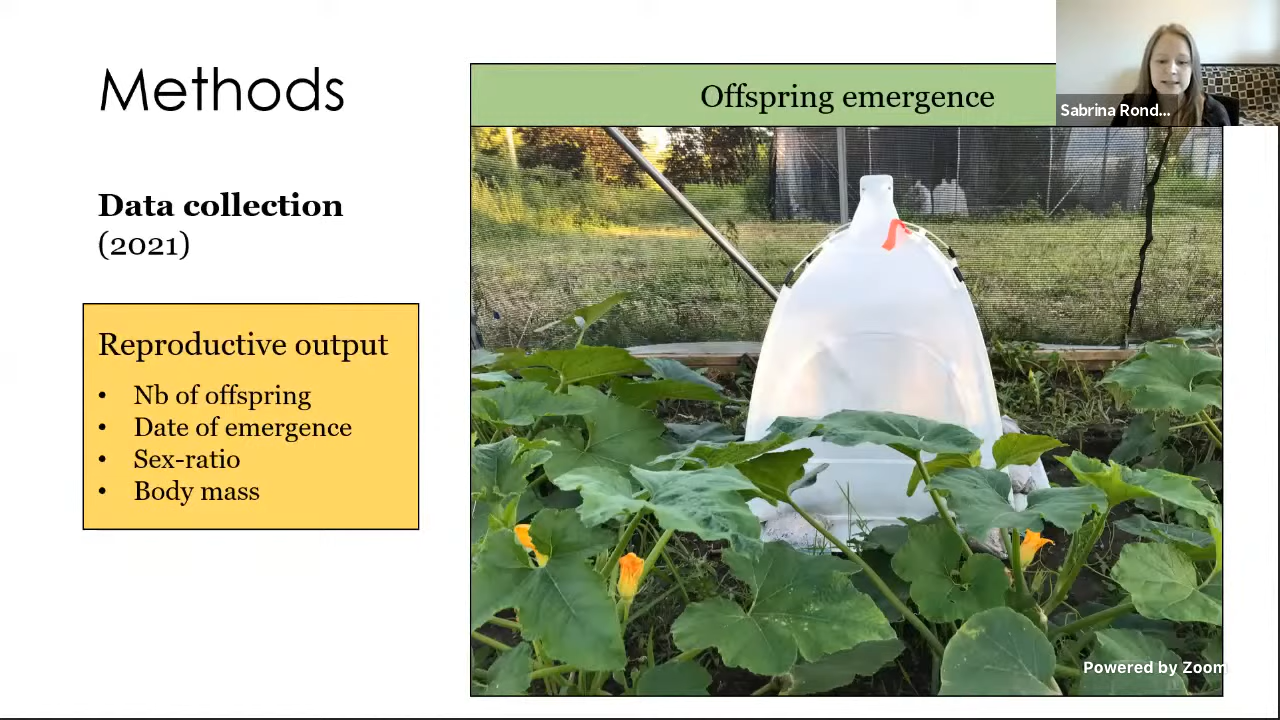 Methods
Offspring emergence
Sabrina Rond...
Data collection
(2021)
Reproductive output
• Nb of offspring
• Date of emergence
• Sex-ratio
• Body mass
Powered by Zoom